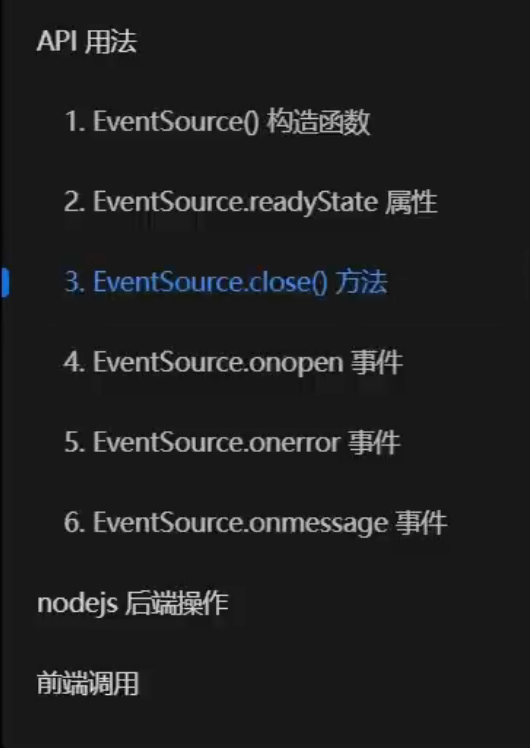 API 用法
1. EventSource() 构造函数
2. EventSource.readyState 属性
3. EventSource.close() 方法
4. EventSource.onopen 事件
5. EventSource.onerror 事件
6. EventSource.onmessage 事件
nodejs 后端操作
前端调用